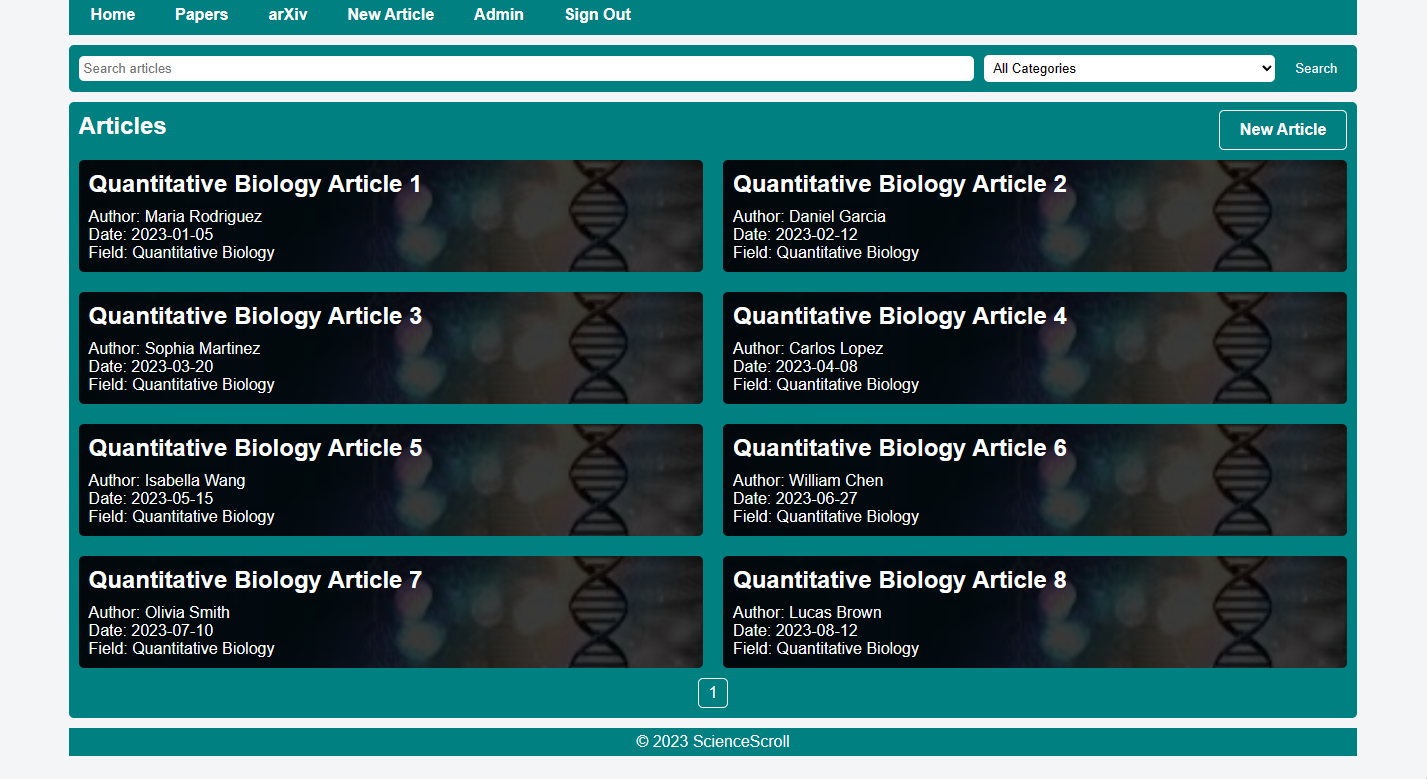 Home Papers arXiv New Article Admin Sign Out
Search articles All Categories Search
Articles New Article
Quantitative Biology Article 1
Author: Maria Rodriguez
Date: 2023-01-05
Field: Quantitative Biology
Quantitative Biology Article 2
Author: Daniel Garcia
Date: 2023-02-12
Field: Quantitative Biology
Quantitative Biology Article 3
Author: Sophia Martinez
Date: 2023-03-20
Field: Quantitative Biology
Quantitative Biology Article 4
Author: Carlos Lopez
Date: 2023-04-08
Field: Quantitative Biology
Quantitative Biology Article 5
Author: Isabella Wang
Date: 2023-05-15
Field: Quantitative Biology
Quantitative Biology Article 6
Author: William Chen
Date: 2023-06-27
Field: Quantitative Biology
Quantitative Biology Article 7
Author: Olivia Smith
Date: 2023-07-10
Field: Quantitative Biology
Quantitative Biology Article 8
Author: Lucas Brown
Date: 2023-08-12
Field: Quantitative Biology
1
© 2023 ScienceScroll